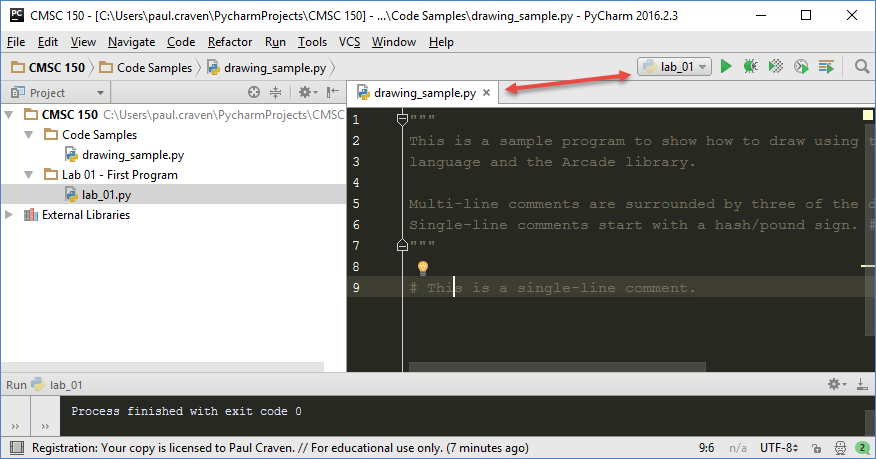 PC CMSC 150 - [C:\Users\paul.craven\PycharmProjects\CMSC 150] - ...\Code Samples\drawing_sample.py - PyCharm 2016.2.3
File Edit View Navigate Code Refactor Run Tools VCS Window Help
CMSC 150 Code Samples drawing_sample.py lab_01
Project drawing_sample.py
CMSC 150 C:\Users\paul.craven\PycharmProjects\CMSC
Code Samples
drawing_sample.py
Lab 01 - First Program
lab_01.py
External Libraries
1 """
2 This is a sample program to show how to draw using t
3 language and the Arcade library.
4
5 Multi-line comments are surrounded by three of the d
6 Single-line comments start with a hash/pound sign. #
7 """
8
9 # This is a single-line comment.
Run lab_01
Process finished with exit code 0
Registration: Your copy is licensed to Paul Craven. // For educational use only. (7 minutes ago) 9:6 n/a UTF-8 2